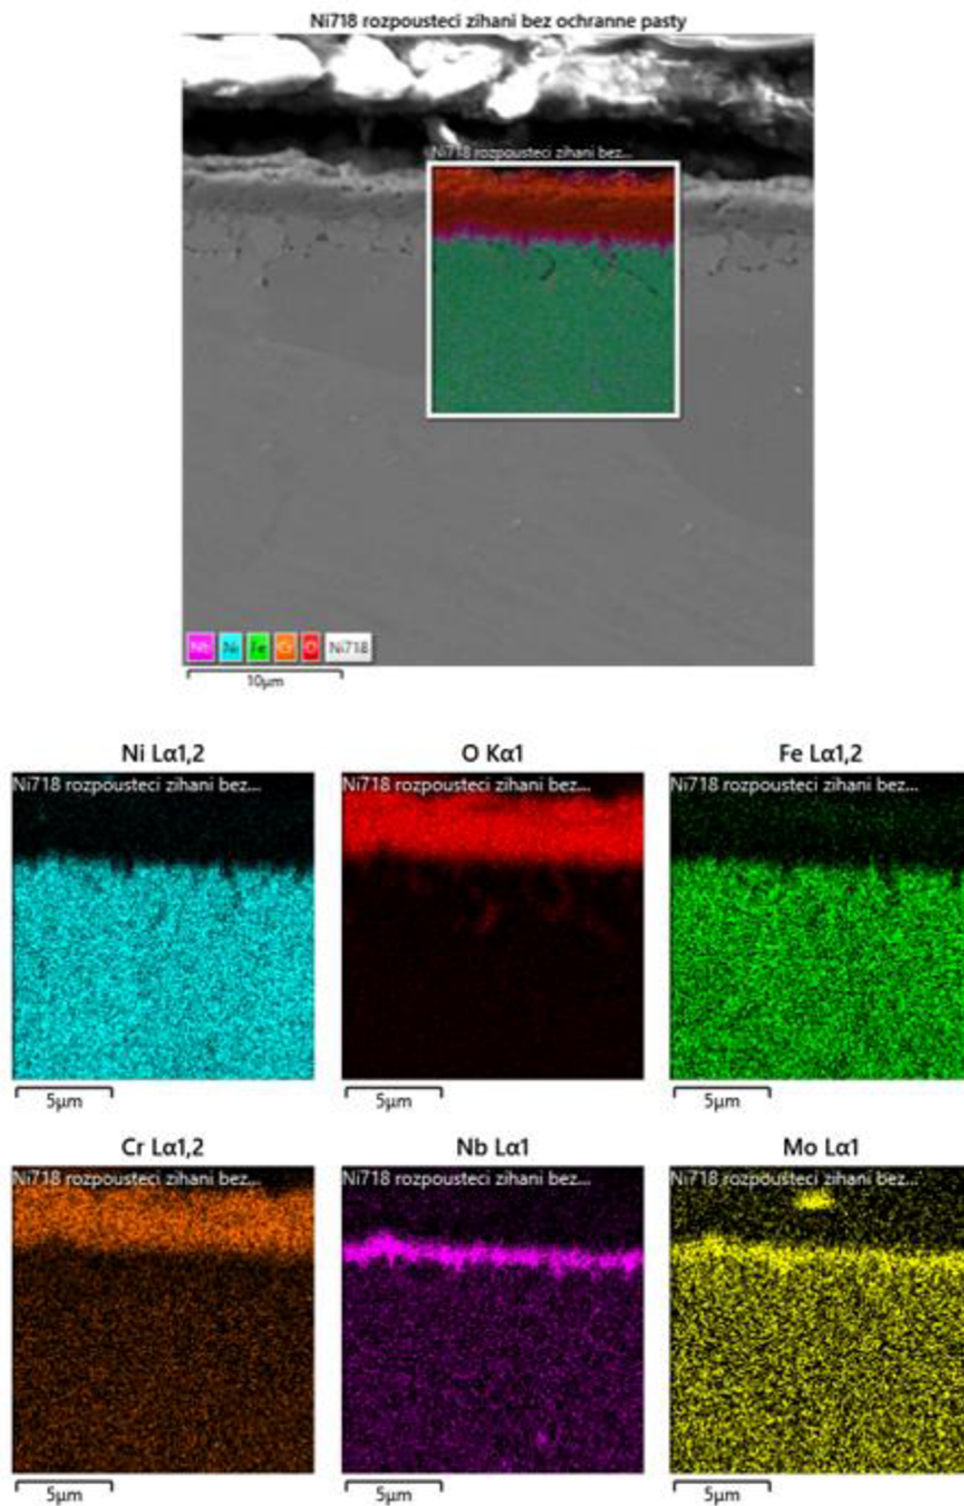 Ni718 rozpousteci zihani bez ochranne pasty
Ni718 rozpousteci zihani bez...
Nb Ni Fe Cr O Ni718
10µm
Ni Lα1,2 O Kα1 Fe Lα1,2
Ni718 rozpousteci zihani bez... Ni718 rozpousteci zihani bez... Ni718 rozpousteci zihani bez...
5µm 5µm 5µm
Cr Lα1,2 Nb Lα1 Mo Lα1
Ni718 rozpousteci zihani bez... Ni718 rozpousteci zihani bez... Ni718 rozpousteci zihani bez...
5µm 5µm 5µm